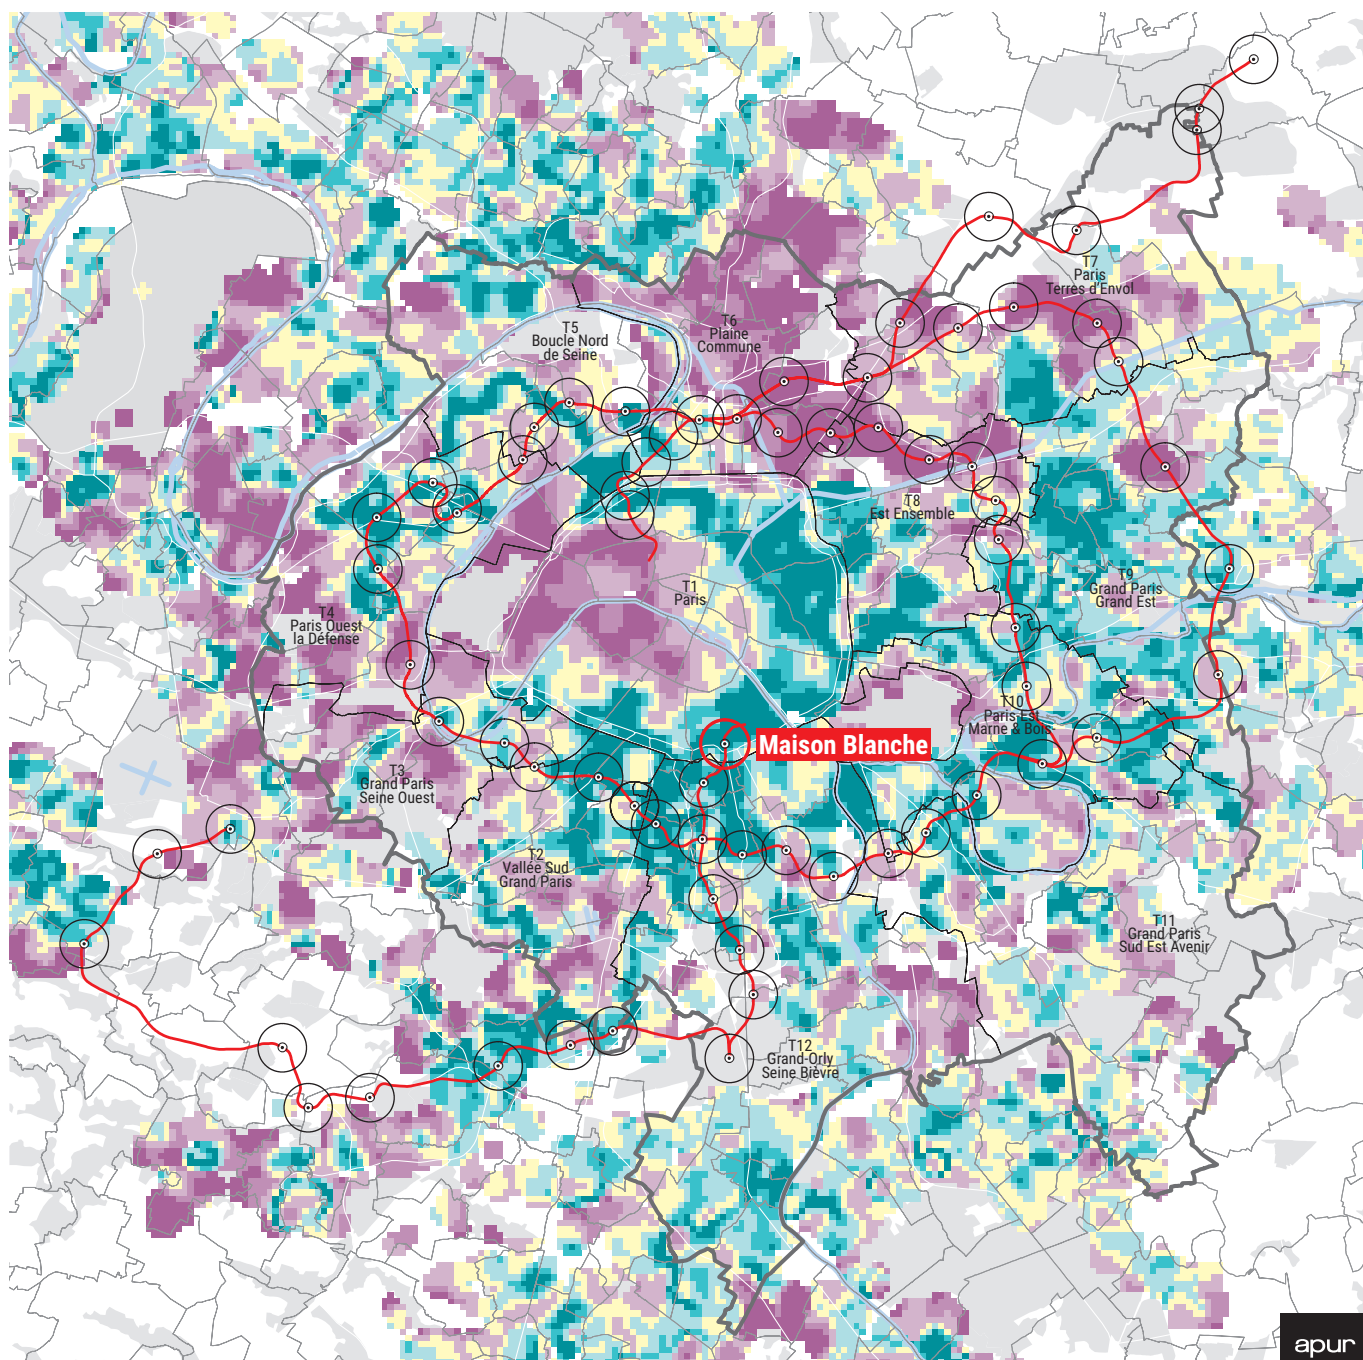 T7
Paris
Terres d'Envol
T5
Boucle Nord
de Seine
T6
Plaine
Commune
T8
Est Ensemble
T1
Paris
T9
Grand Paris
Grand Est
T4
Paris Ouest
la Défense
T10
Paris Est
Marne & Bois
Maison Blanche
T3
Grand Paris
Seine Ouest
T2
Vallée Sud
Grand Paris
T11
Grand Paris
Sud Est Avenir
T12
Grand-Orly
Seine Bièvre
apur